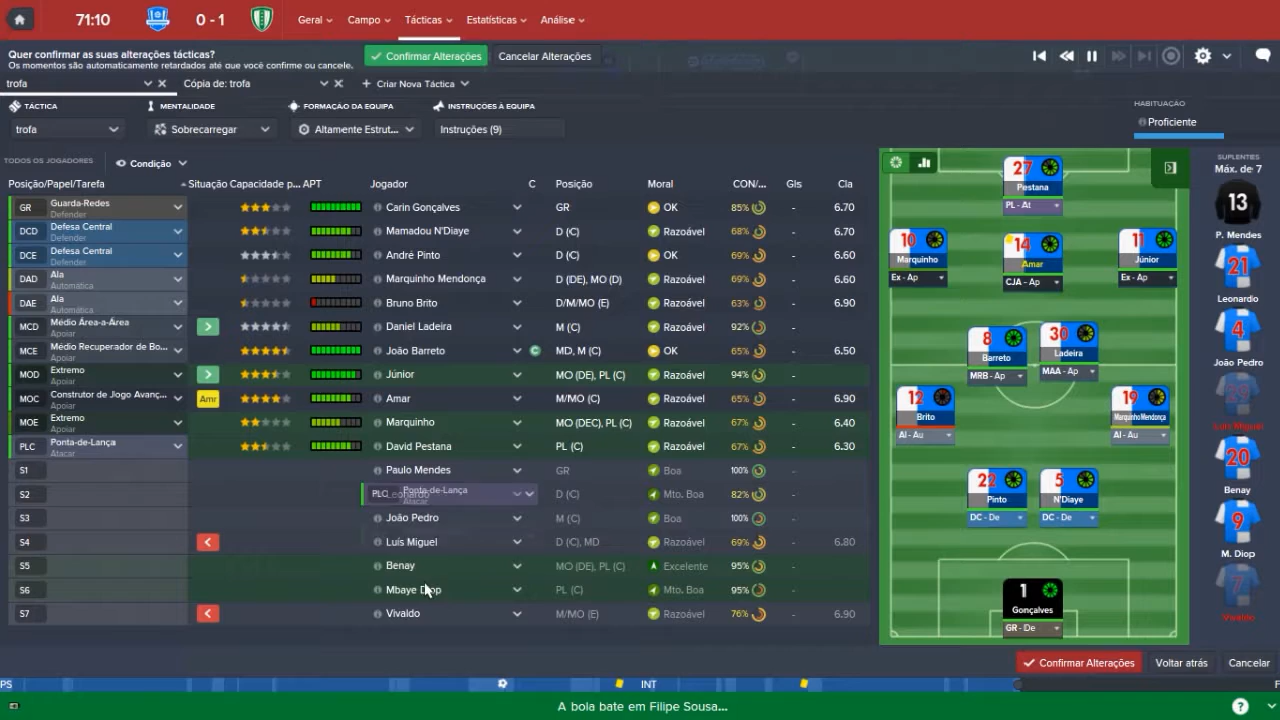 71:10
0 - 1
Geral
Campo
Tácticas
Estatísticas
Análise
Quer confirmar as suas alterações tácticas?
Os momentos são automaticamente retardados até que você confirme ou cancele.
Confirmar Alterações
Cancelar Alterações
trofa
Cópia de: trofa
Criar Nova Táctica
TÁCTICA
MENTALIDADE
FORMAÇÃO DA EQUIPA
INSTRUÇÕES À EQUIPA
HABITUAÇÃO
trofa
Sobrecarregar
Altamente Estrut...
Instruções (9)
Proficiente
TODOS OS JOGADORES
Condição
Posição/Papel/Tarefa Situação Capacidade p... APT Jogador C Posição Moral CON/... Gls Cla
GR Guarda-Redes Defender Carin Gonçalves GR OK 85% - 6.70
DCD Defesa Central Defender Mamadou N'Diaye D (C) Razoável 68% - 6.70
DCE Defesa Central Defender André Pinto D (C) OK 69% - 6.60
DAD Ala Automática Marquinho Mendonça D (DE), MO (D) Razoável 69% - 6.60
DAE Ala Automática Bruno Brito D/M/MO (E) Razoável 63% - 6.90
MCD Médio Área-a-Área Apoiar Daniel Ladeira M (C) Razoável 92% -
MCE Médio Recuperador de Bo... Apoiar João Barreto C MD, M (C) OK 65% - 6.50
MOD Extremo Apoiar Júnior MO (DE), PL (C) Razoável 94% -
MOC Construtor de Jogo Avanç... Apoiar Amr Amar M/MO (C) Razoável 65% - 6.90
MOE Extremo Apoiar Marquinho MO (DEC), PL (C) Razoável 67% - 6.40
PLC Ponta-de-Lança Atacar David Pestana PL (C) Razoável 67% - 6.30
S1 Paulo Mendes GR Boa 100% -
S2 Leonardo D (C) Mto. Boa 82% -
PLC Ponta-de-Lança Atacar
S3 João Pedro M (C) Boa 100% -
S4 Luís Miguel D (C), MD Razoável 69% - 6.80
S5 Benay MO (DE), PL (C) Excelente 95% -
S6 Mbaye Diop PL (C) Mto. Boa 95% -
S7 Vivaldo M/MO (E) Razoável 76% - 6.90
27
Pestana
PL - At
10
Marquinho
Ex - Ap
14
Amar
CJA - Ap
11
Júnior
Ex - Ap
8
Barreto
MRB - Ap
30
Ladeira
MAA - Ap
12
Brito
Al - Au
19
Marquinho Mendonça
Al - Au
22
Pinto
DC - De
5
N'Diaye
DC - De
1
Gonçalves
GR - De
SUPLENTES
Máx. de 7
13
P. Mendes
21
Leonardo
4
João Pedro
29
Luís Miguel
20
Benay
9
M. Diop
7
Vivaldo
Confirmar Alterações
Voltar atrás
Cancelar
PS
INT
F
A bola bate em Filipe Sousa...
?